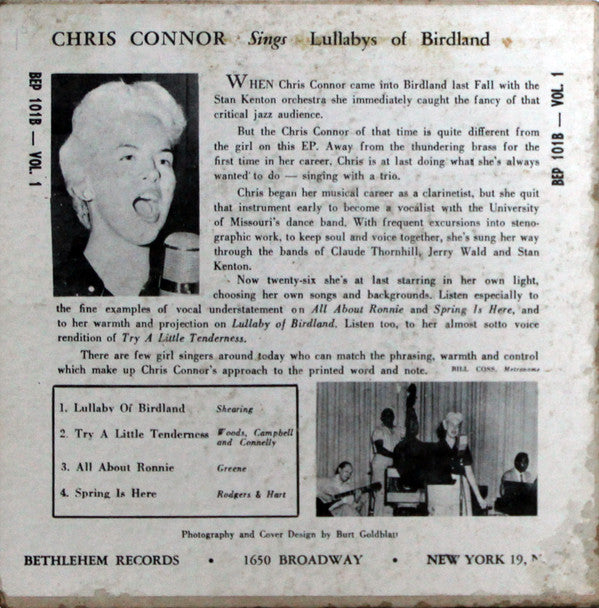 CHRIS CONNOR Sings Lullabys of Birdland
BEP 101B — VOL. 1
BEP 101B — VOL. 1
WHEN Chris Connor came into Birdland last Fall with the
Stan Kenton orchestra she immediately caught the fancy of that
critical jazz audience.
But the Chris Connor of that time is quite different from
the girl on this EP. Away from the thundering brass for the
first time in her career, Chris is at last doing what she's always
wanted to do — singing with a trio.
Chris began her musical career as a clarinetist, but she quit
that instrument early to become a vocalist with the University
of Missouri's dance band. With frequent excursions into steno-
graphic work, to keep soul and voice together, she's sung her way
through the bands of Claude Thornhill, Jerry Wald and Stan
Kenton.
Now twenty-six she's at last starring in her own light,
choosing her own songs and backgrounds. Listen especially to
the fine examples of vocal understatement on All About Ronnie and Spring Is Here, and
to her warmth and projection on Lullaby of Birdland. Listen too, to her almost sotto voice
rendition of Try A Little Tenderness.
There are few girl singers around today who can match the phrasing, warmth and control
which make up Chris Connor's approach to the printed word and note. BILL COSS, Metronome
1. Lullaby Of Birdland Shearing
2. Try A Little Tenderness Woods, Campbell
and Connelly
3. All About Ronnie Greene
4. Spring Is Here Rodgers & Hart
Photography and Cover Design by Burt Goldblatt
BETHLEHEM RECORDS • 1650 BROADWAY • NEW YORK 19, N.